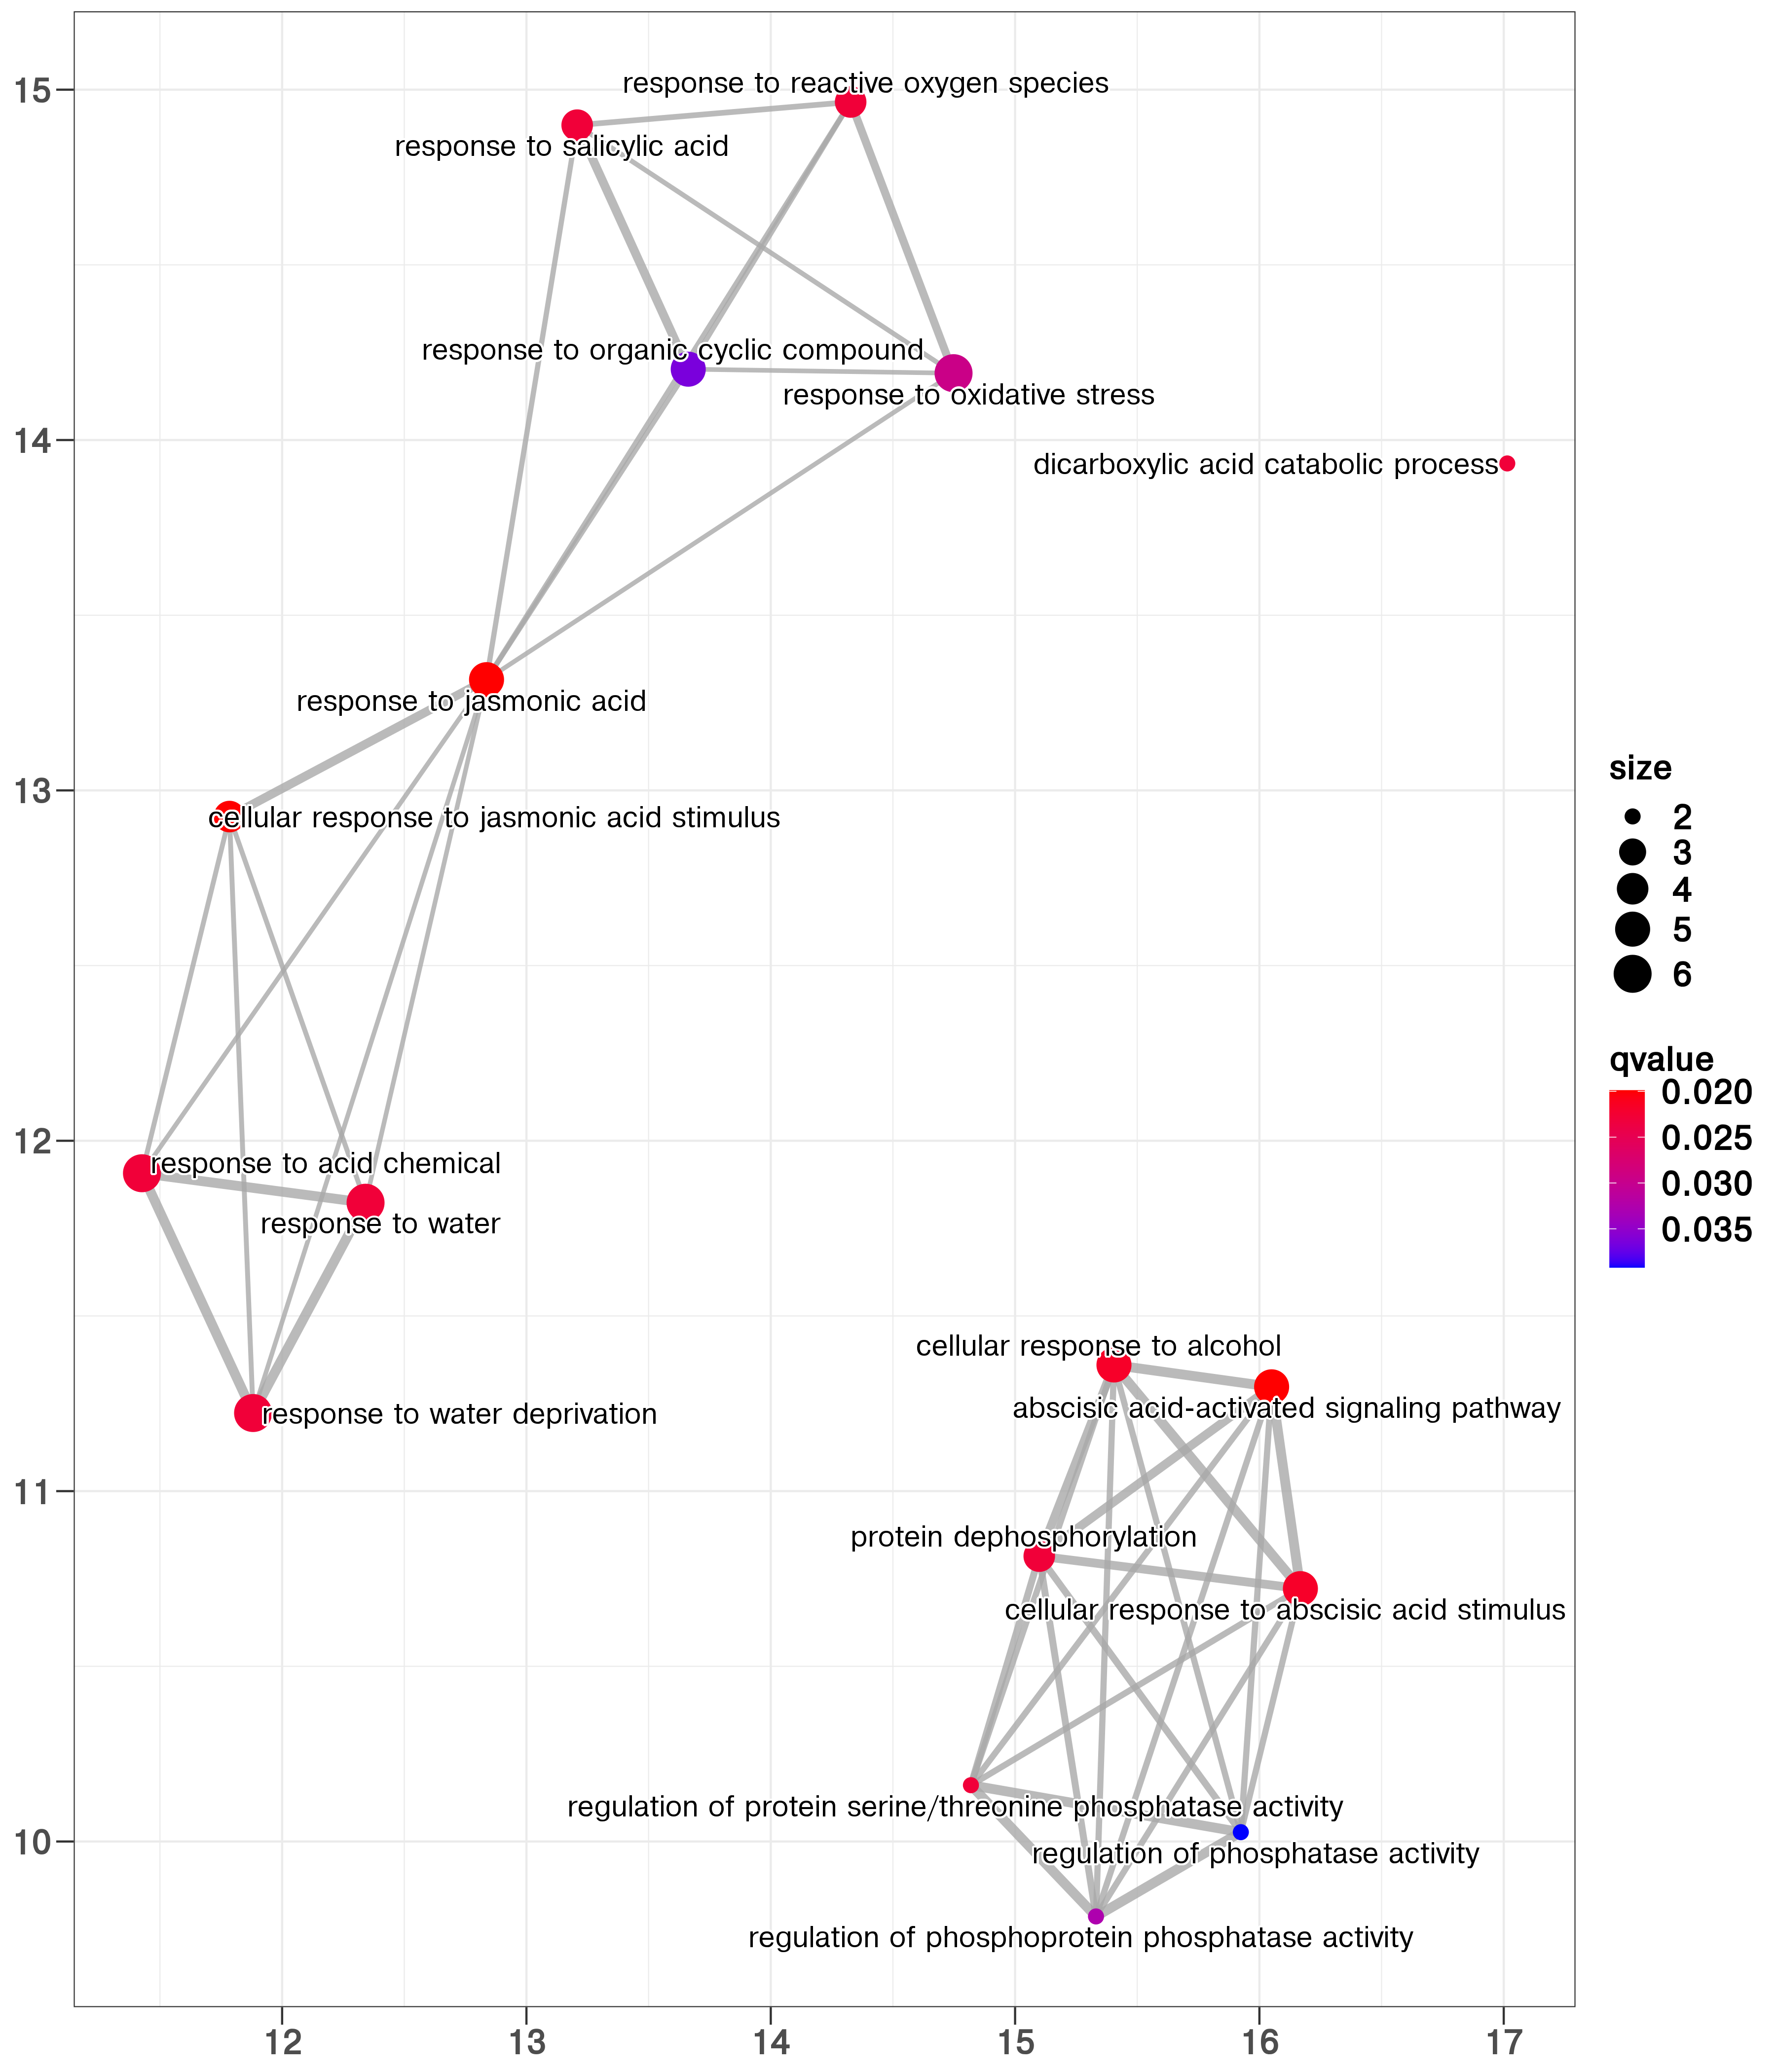 15
response to reactive oxygen species
response to salicylic acid
response to organic cyclic compound
response to oxidative stress
14
dicarboxylic acid catabolic process
response to jasmonic acid
13
cellular response to jasmonic acid stimulus
size
2
3
4
5
6
qvalue
0.020
0.025
0.030
0.035
12
response to acid chemical
response to water
cellular response to alcohol
abscisic acid-activated signaling pathway
response to water deprivation
11
protein dephosphorylation
cellular response to abscisic acid stimulus
regulation of protein serine/threonine phosphatase activity
10
regulation of phosphatase activity
regulation of phosphoprotein phosphatase activity
12 13 14 15 16 17